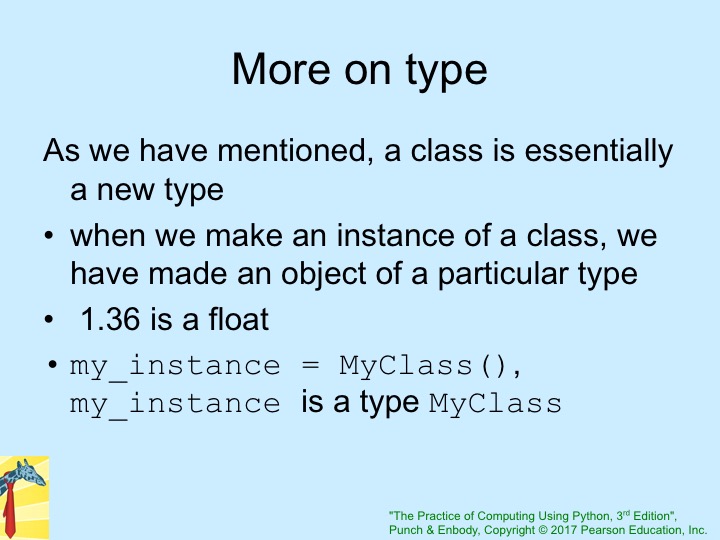 More on type
As we have mentioned, a class is essentially
a new type
• when we make an instance of a class, we
have made an object of a particular type
• 1.36 is a float
• my_instance = MyClass(),
my_instance is a type MyClass
"The Practice of Computing Using Python, 3rd Edition",
Punch & Enbody, Copyright © 2017 Pearson Education, Inc.